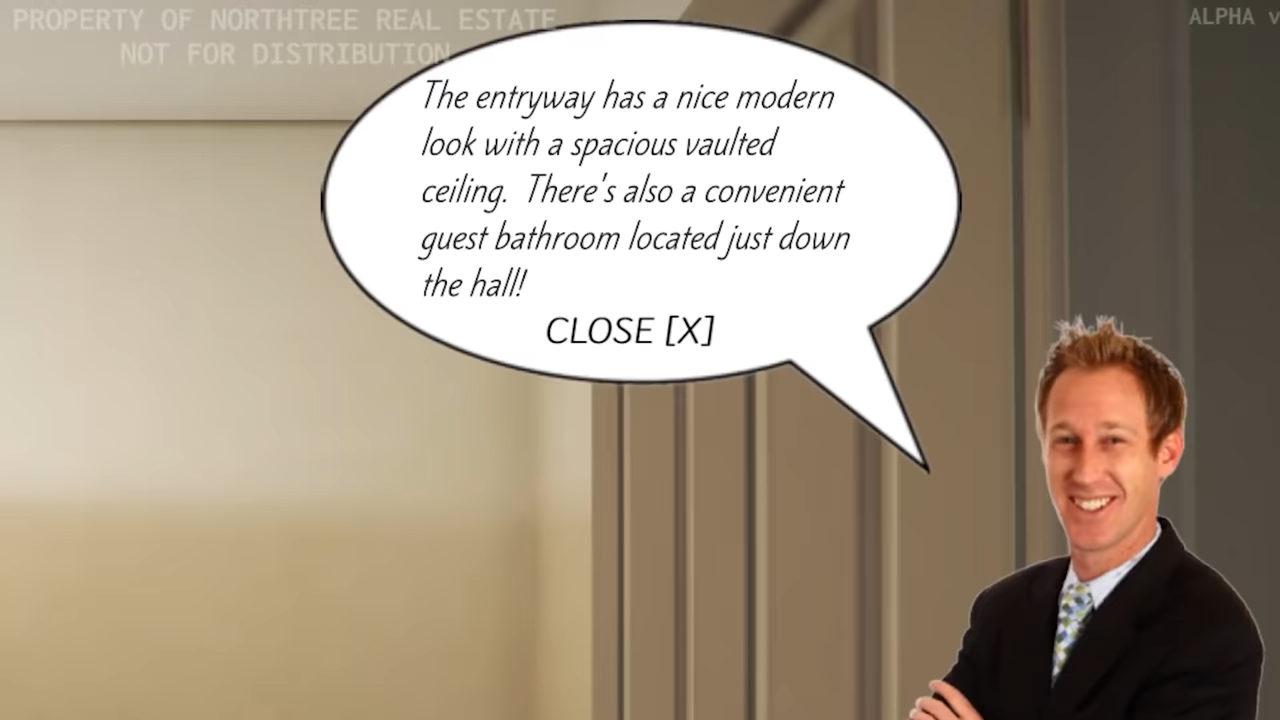 PROPERTY OF NORTHTREE REAL ESTATE
NOT FOR DISTRIBUTION
ALPHA v
The entryway has a nice modern
look with a spacious vaulted
ceiling.  There's also a convenient
guest bathroom located just down
the hall!
CLOSE [X]